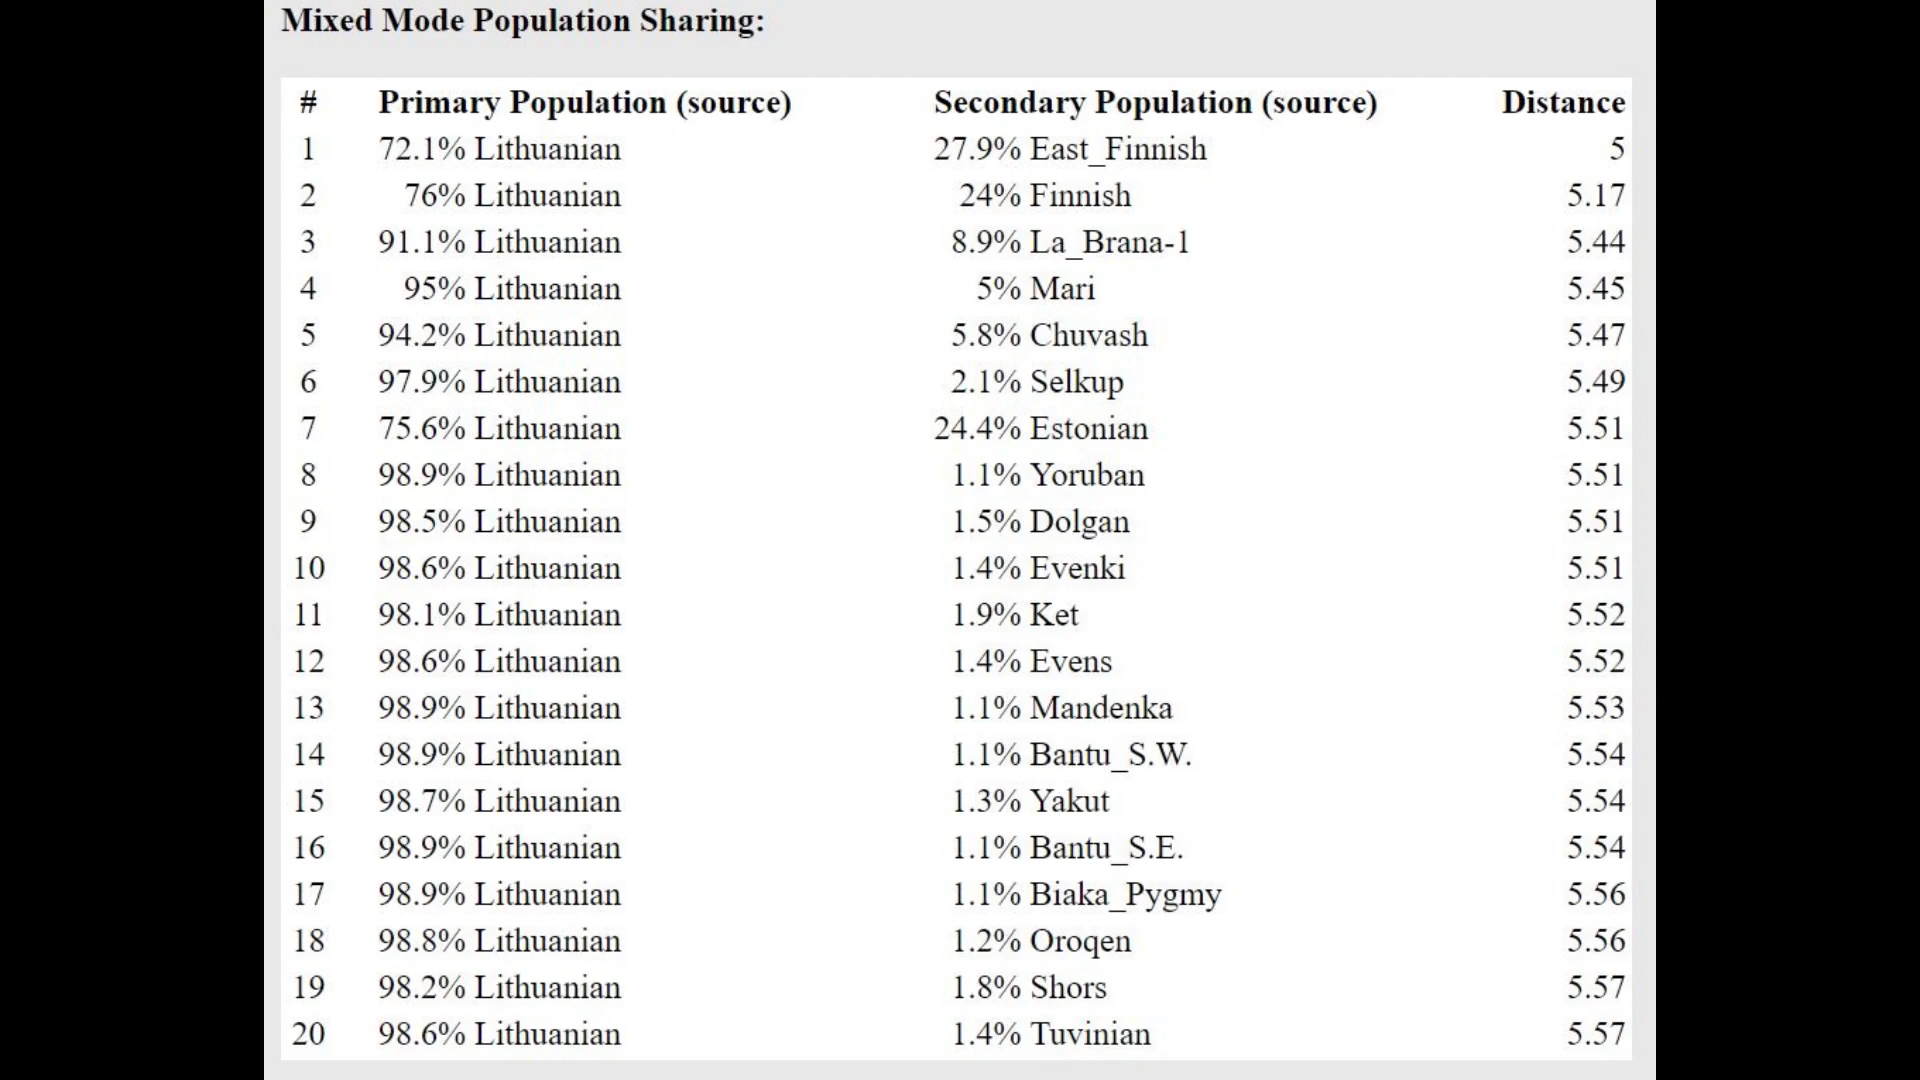 Mixed Mode Population Sharing:
# Primary Population (source) Secondary Population (source) Distance
1 72.1% Lithuanian 27.9% East_Finnish 5
2 76% Lithuanian 24% Finnish 5.17
3 91.1% Lithuanian 8.9% La_Brana-1 5.44
4 95% Lithuanian 5% Mari 5.45
5 94.2% Lithuanian 5.8% Chuvash 5.47
6 97.9% Lithuanian 2.1% Selkup 5.49
7 75.6% Lithuanian 24.4% Estonian 5.51
8 98.9% Lithuanian 1.1% Yoruban 5.51
9 98.5% Lithuanian 1.5% Dolgan 5.51
10 98.6% Lithuanian 1.4% Evenki 5.51
11 98.1% Lithuanian 1.9% Ket 5.52
12 98.6% Lithuanian 1.4% Evens 5.52
13 98.9% Lithuanian 1.1% Mandenka 5.53
14 98.9% Lithuanian 1.1% Bantu_S.W. 5.54
15 98.7% Lithuanian 1.3% Yakut 5.54
16 98.9% Lithuanian 1.1% Bantu_S.E. 5.54
17 98.9% Lithuanian 1.1% Biaka_Pygmy 5.56
18 98.8% Lithuanian 1.2% Oroqen 5.56
19 98.2% Lithuanian 1.8% Shors 5.57
20 98.6% Lithuanian 1.4% Tuvinian 5.57